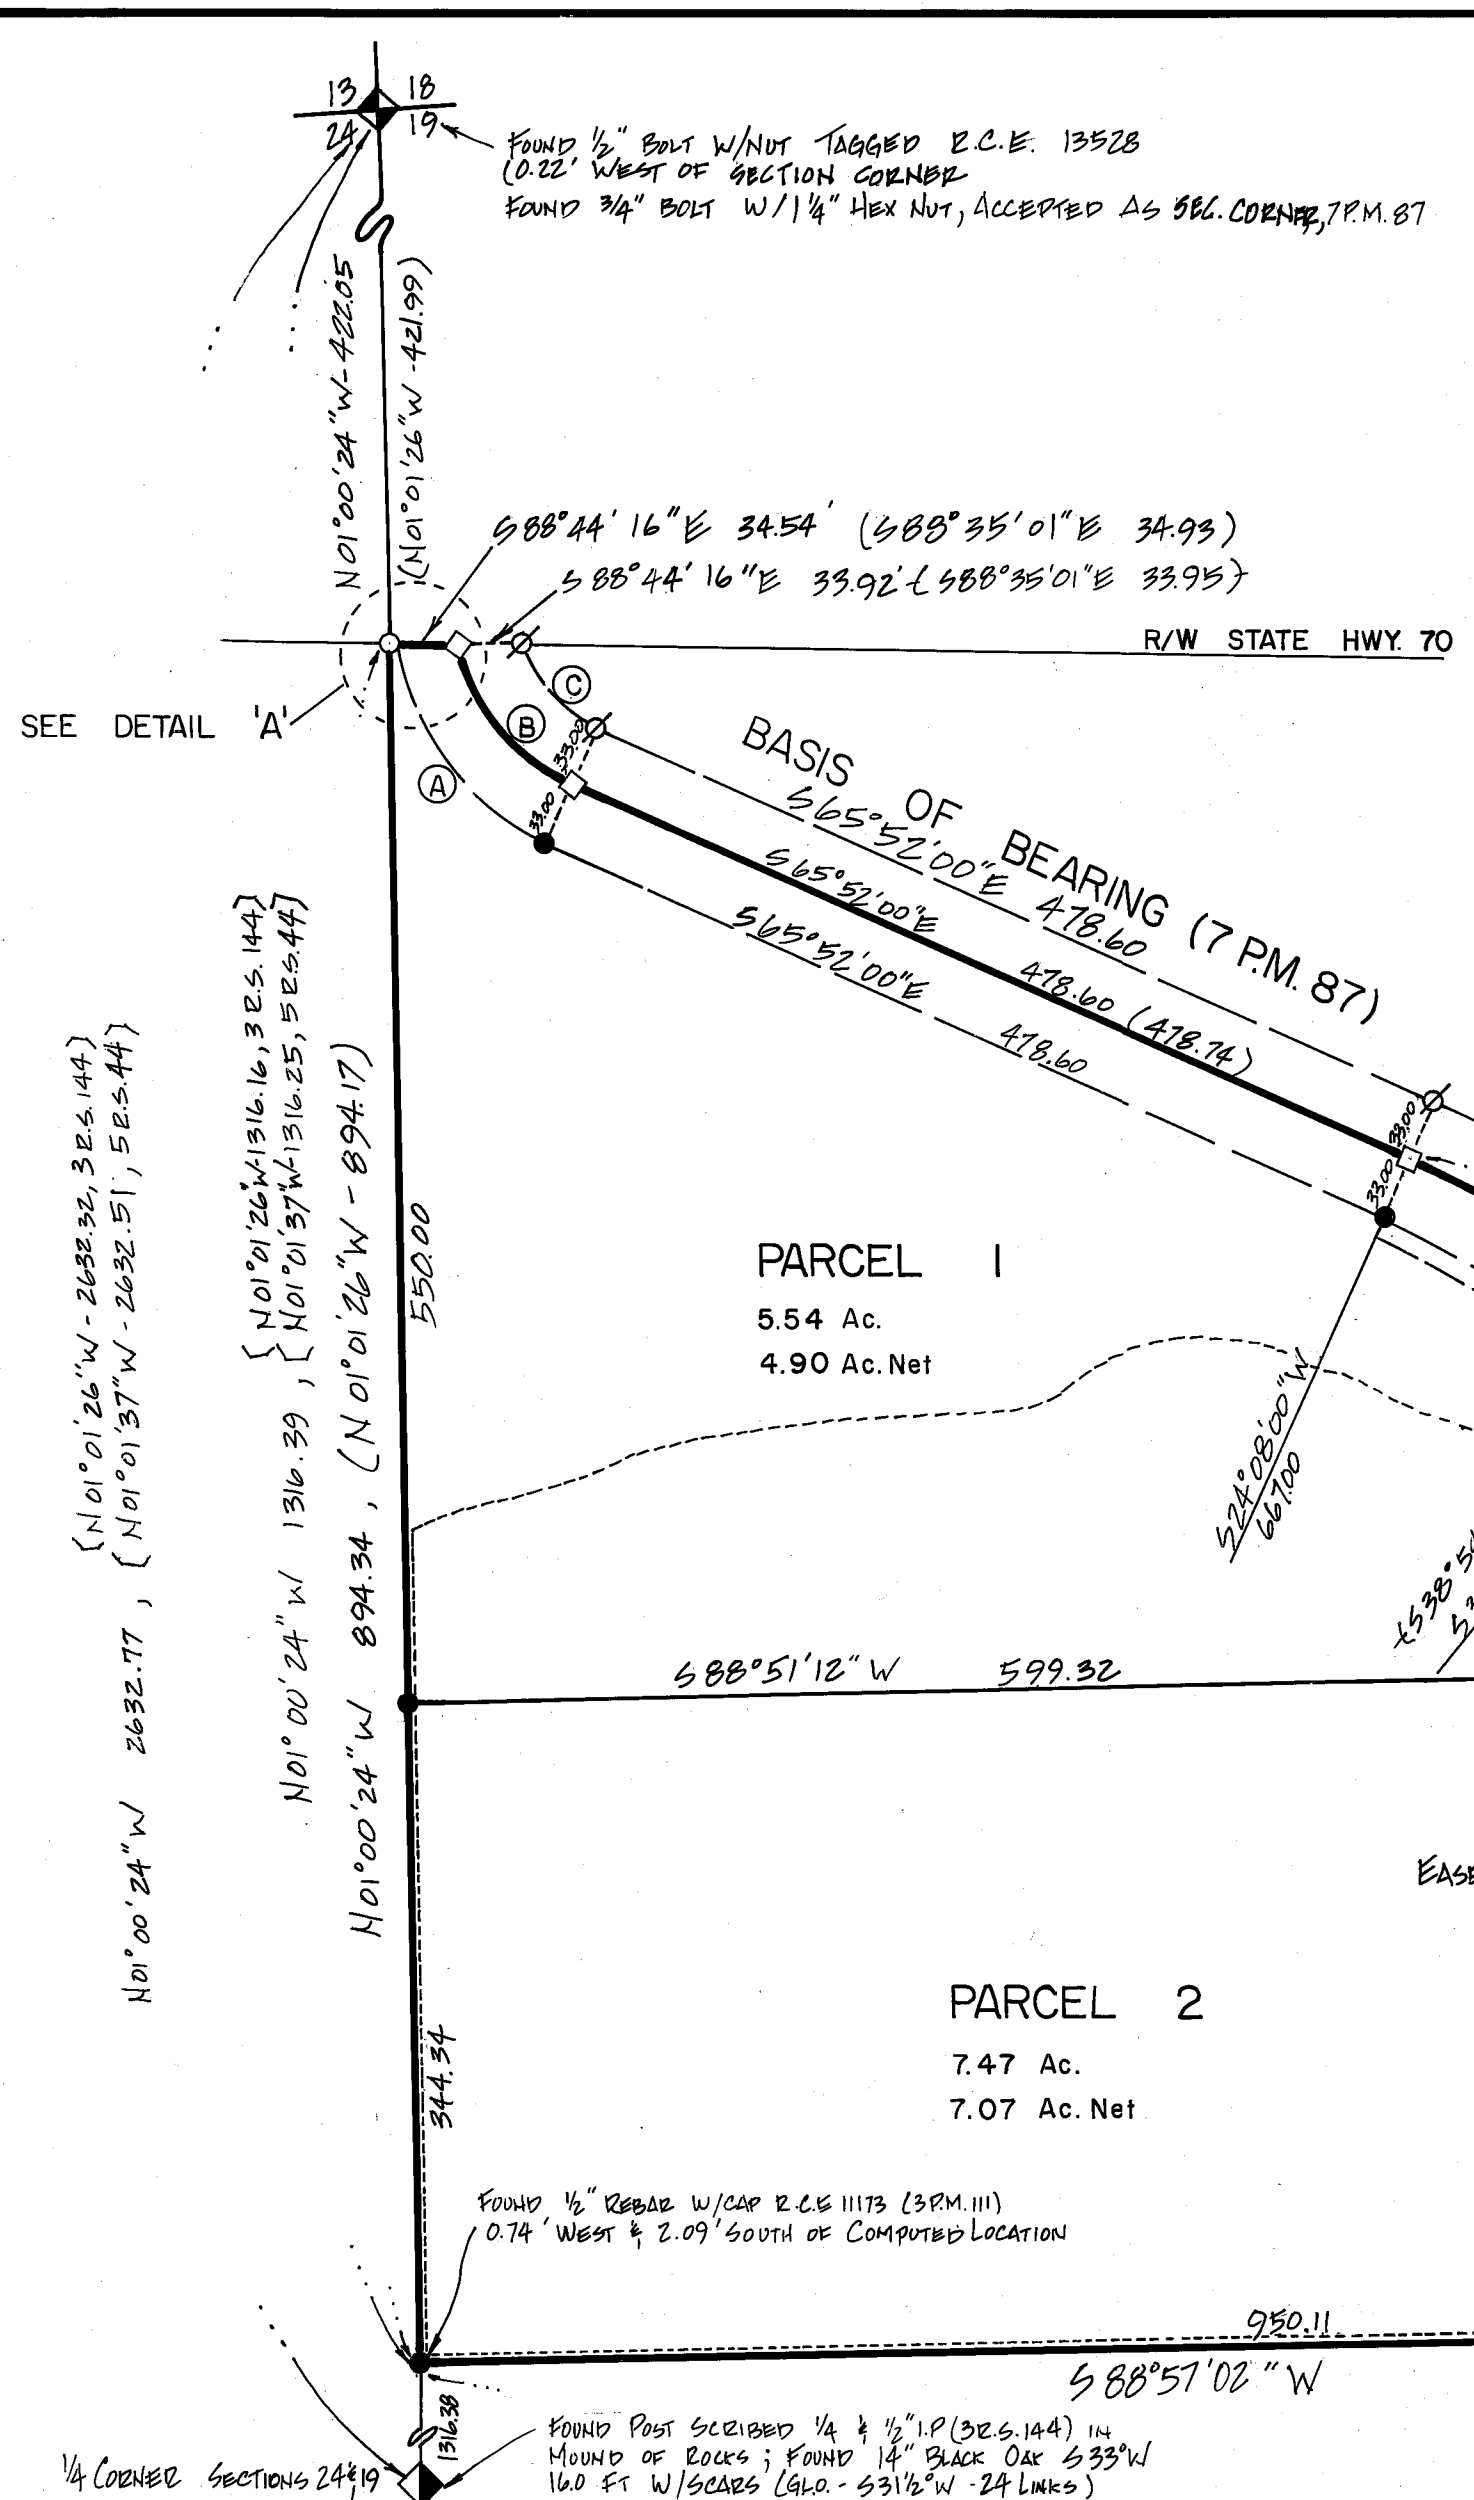 13 18
24 19
FOUND 1/2" BOLT W/NUT TAGGED R.C.E. 13528
(0.22' WEST OF SECTION CORNER
FOUND 3/4" BOLT W/1 1/4" HEX NUT, ACCEPTED AS SEC. CORNER, 7 P.M. 87
N01°00'24"W-422.05
(N01°01'26"W-421.99)
S88°44'16"E 34.54' (S88°35'01"E 34.93)
S88°44'16"E 33.92' (S88°35'01"E 33.95)
R/W STATE HWY. 70
SEE DETAIL 'A'
C
B
A
33.00
33.00
BASIS OF BEARING (7 P.M. 87)
S65°52'00"E 478.60
S65°52'00"E 478.60 (478.74)
S65°52'00"E 478.60
33.00
33.00
{N01°01'26"W-2632.32, 3 R.S. 144}
N01°00'24"W 2632.77, {N01°01'37"W-2632.51, 5 R.S. 44}
{N01°01'26"W-1316.16, 3 R.S. 144}
N01°00'24"W 1316.39, {N01°01'37"W-1316.25, 5 R.S. 44}
N01°00'24"W 894.34, (N01°01'26"W-894.17)
550.00
PARCEL 1
5.54 Ac.
4.90 Ac. Net
S24°08'00"W
667.00
S88°51'12"W 599.32
PARCEL 2
7.47 Ac.
7.07 Ac. Net
344.34
FOUND 1/2" REBAR W/CAP R.C.E 11173 (3 P.M. 111)
0.74' WEST & 2.09' SOUTH OF COMPUTED LOCATION
950.11
S88°57'02"W
1316.38
FOUND POST SCRIBED 1/4 & 1/2" I.P (3 R.S. 144) IN
MOUND OF ROCKS; FOUND 14" BLACK OAK S33°W
16.0 FT W/SCARS (GLO.- S31 1/2°W -24 LINKS)
1/4 CORNER SECTIONS 24&19